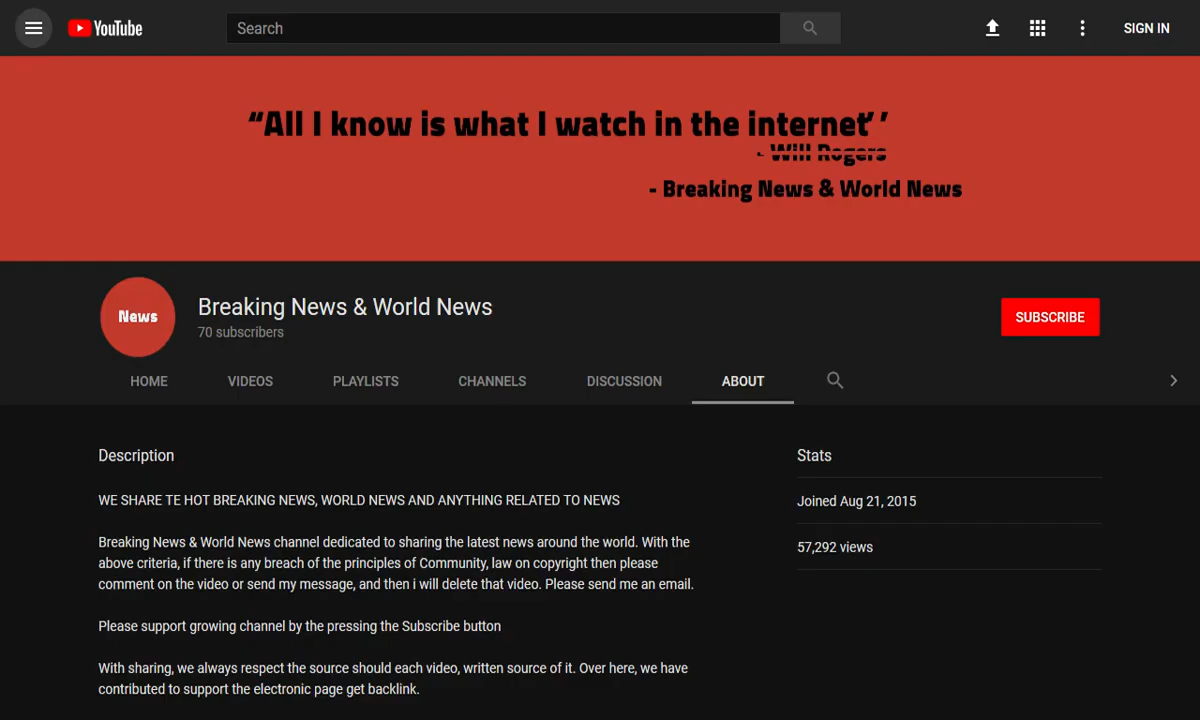 YouTube
Search
SIGN IN
“All I know is what I watch in the internet’’
- Will Rogers
- Breaking News & World News
News
Breaking News & World News
70 subscribers
SUBSCRIBE
HOME
VIDEOS
PLAYLISTS
CHANNELS
DISCUSSION
ABOUT
Description
WE SHARE TE HOT BREAKING NEWS, WORLD NEWS AND ANYTHING RELATED TO NEWS
Breaking News & World News channel dedicated to sharing the latest news around the world. With the
above criteria, if there is any breach of the principles of Community, law on copyright then please
comment on the video or send my message, and then i will delete that video. Please send me an email.
Please support growing channel by the pressing the Subscribe button
With sharing, we always respect the source should each video, written source of it. Over here, we have
contributed to support the electronic page get backlink.
Stats
Joined Aug 21, 2015
57,292 views